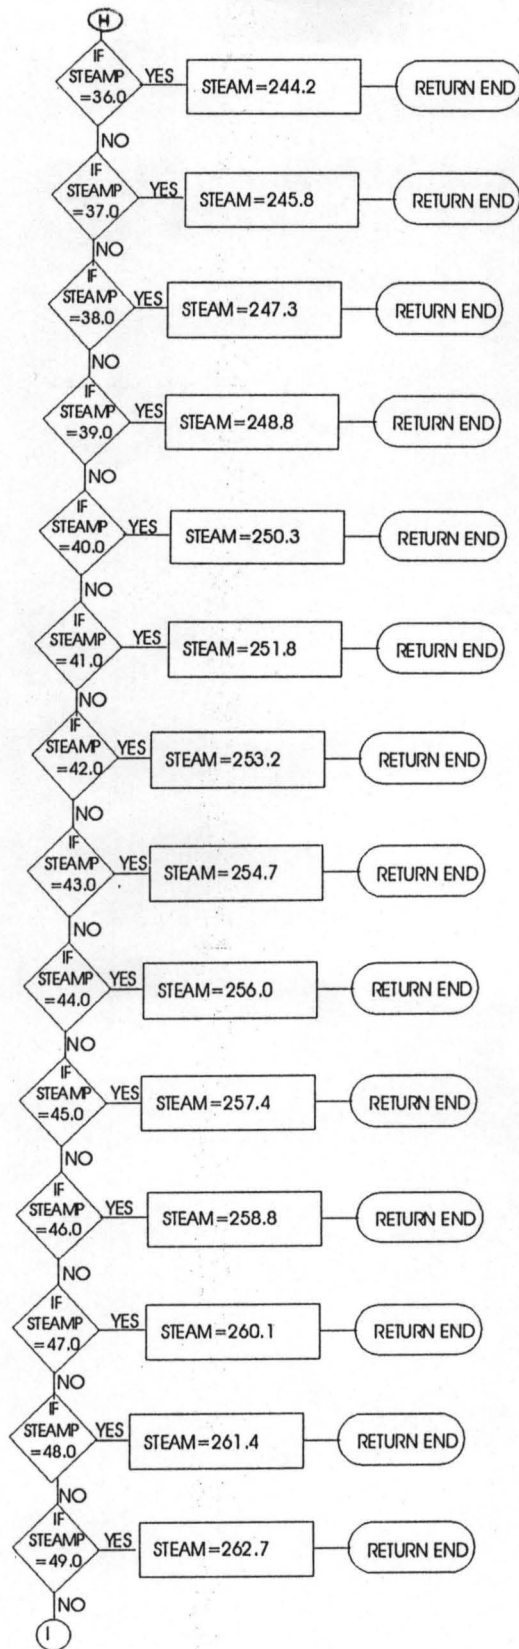 H
IF
STEAMP
=36.0
YES
STEAM=244.2
RETURN END
NO
IF
STEAMP
=37.0
YES
STEAM=245.8
RETURN END
NO
IF
STEAMP
=38.0
YES
STEAM=247.3
RETURN END
NO
IF
STEAMP
=39.0
YES
STEAM=248.8
RETURN END
NO
IF
STEAMP
=40.0
YES
STEAM=250.3
RETURN END
NO
IF
STEAMP
=41.0
YES
STEAM=251.8
RETURN END
NO
IF
STEAMP
=42.0
YES
STEAM=253.2
RETURN END
NO
IF
STEAMP
=43.0
YES
STEAM=254.7
RETURN END
NO
IF
STEAMP
=44.0
YES
STEAM=256.0
RETURN END
NO
IF
STEAMP
=45.0
YES
STEAM=257.4
RETURN END
NO
IF
STEAMP
=46.0
YES
STEAM=258.8
RETURN END
NO
IF
STEAMP
=47.0
YES
STEAM=260.1
RETURN END
NO
IF
STEAMP
=48.0
YES
STEAM=261.4
RETURN END
NO
IF
STEAMP
=49.0
YES
STEAM=262.7
RETURN END
NO
I